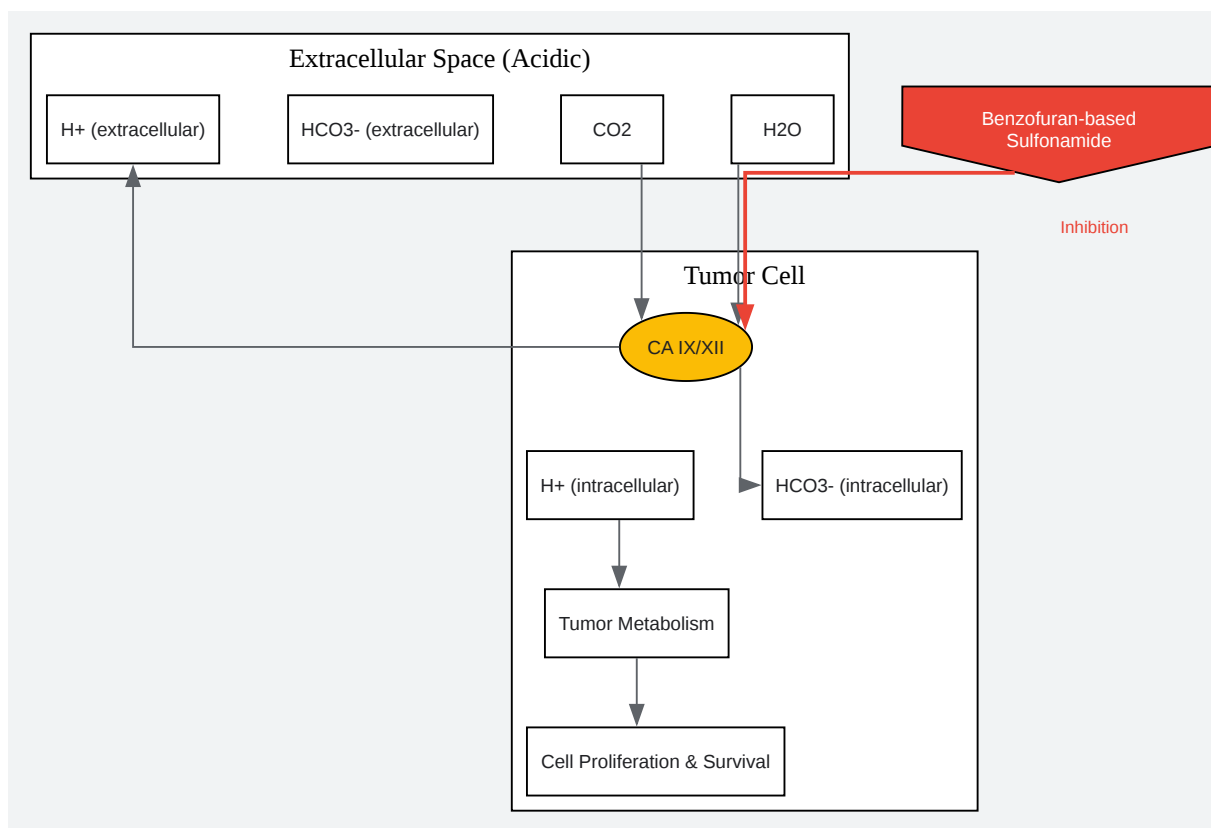 Extracellular Space (Acidic)
H+ (extracellular)
HCO3- (extracellular)
CO2
H2O
Benzofuran-based
Sulfonamide
Inhibition
Tumor Cell
CA IX/XII
H+ (intracellular)
HCO3- (intracellular)
Tumor Metabolism
Cell Proliferation & Survival